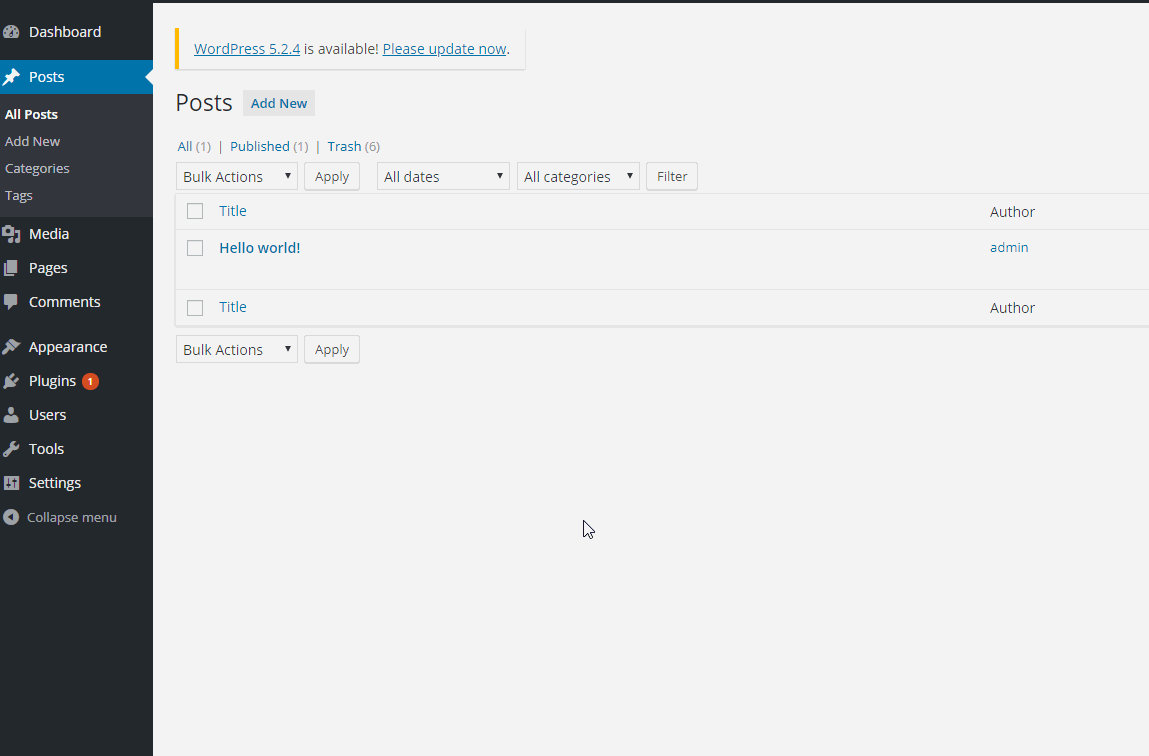 Dashboard
Posts
All Posts
Add New
Categories
Tags
Media
Pages
Comments
Appearance
Plugins 1
Users
Tools
Settings
Collapse menu
WordPress 5.2.4 is available! Please update now.
Posts Add New
All (1) | Published (1) | Trash (6)
Bulk Actions Apply All dates All categories Filter
Title Author
Hello world! admin
Title Author
Bulk Actions Apply